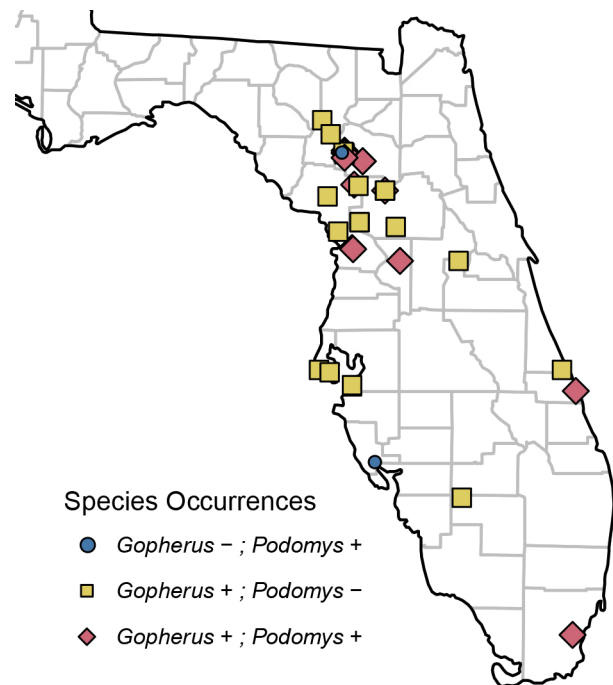 Species Occurrences
Gopherus − ; Podomys +
Gopherus + ; Podomys −
Gopherus + ; Podomys +